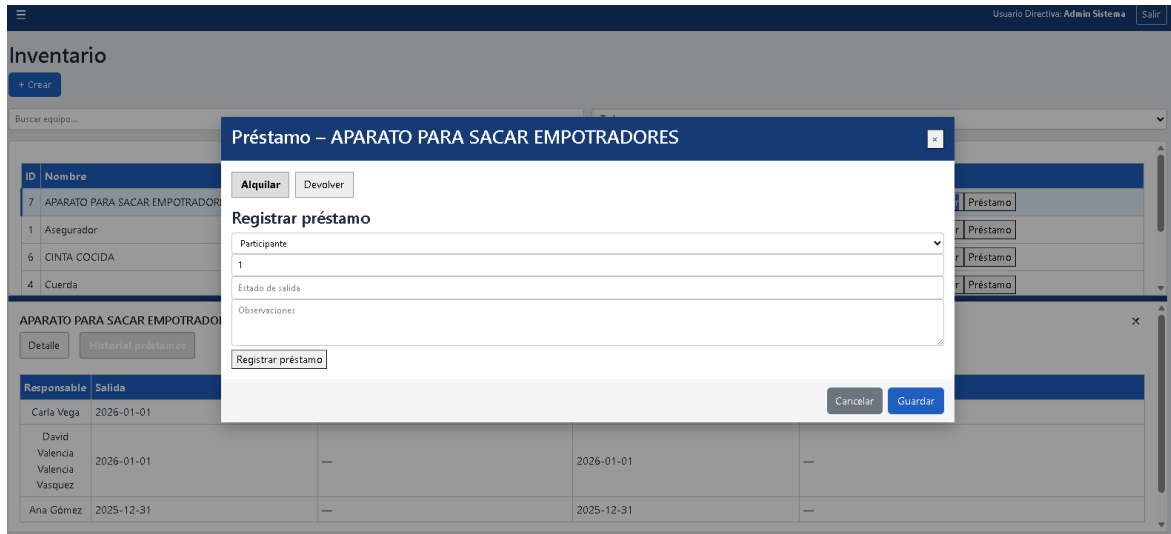 ☰ Usuario Directiva: Admin Sistema Salir
Inventario
+ Crear
Buscar equipo...
Préstamo – APARATO PARA SACAR EMPOTRADORES ×
Alquilar Devolver
Registrar préstamo
Participante
1
Estado de salida
Observaciones
Registrar préstamo
Cancelar Guardar
ID Nombre
7 APARATO PARA SACAR EMPOTRADOR Préstamo
1 Asegurador Préstamo
6 CINTA COCIDA Préstamo
4 Cuerda Préstamo
APARATO PARA SACAR EMPOTRADO ×
Detalle Historial préstamos
Responsable Salida
Carla Vega 2026-01-01
David
Valencia
Valencia
Vasquez
2026-01-01 — 2026-01-01 —
Ana Gómez 2025-12-31 — 2025-12-31 —